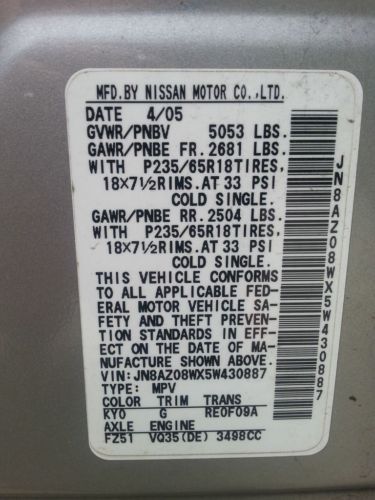 MFD.BY NISSAN MOTOR CO.,LTD.
DATE 4/05
GVWR/PNBV 5053 LBS.
GAWR/PNBE FR. 2681 LBS.
WITH P235/65R18TIRES,
18×7½RIMS. AT 33 PSI
COLD SINGLE.
GAWR/PNBE RR. 2504 LBS.
WITH P235/65R18TIRES,
18×7½RIMS. AT 33 PSI
COLD SINGLE.
THIS VEHICLE CONFORMS
TO ALL APPLICABLE FED-
ERAL MOTOR VEHICLE SA-
FETY AND THEFT PREVEN-
TION STANDARDS IN EFF-
ECT ON THE DATE OF MA-
NUFACTURE SHOWN ABOVE.
VIN:JN8AZ08WX5W430887
TYPE: MPV
COLOR TRIM TRANS
KY0 G RE0F09A
AXLE ENGINE
FZ51 VQ35(DE) 3498CC
JN8AZ08WX5W430887